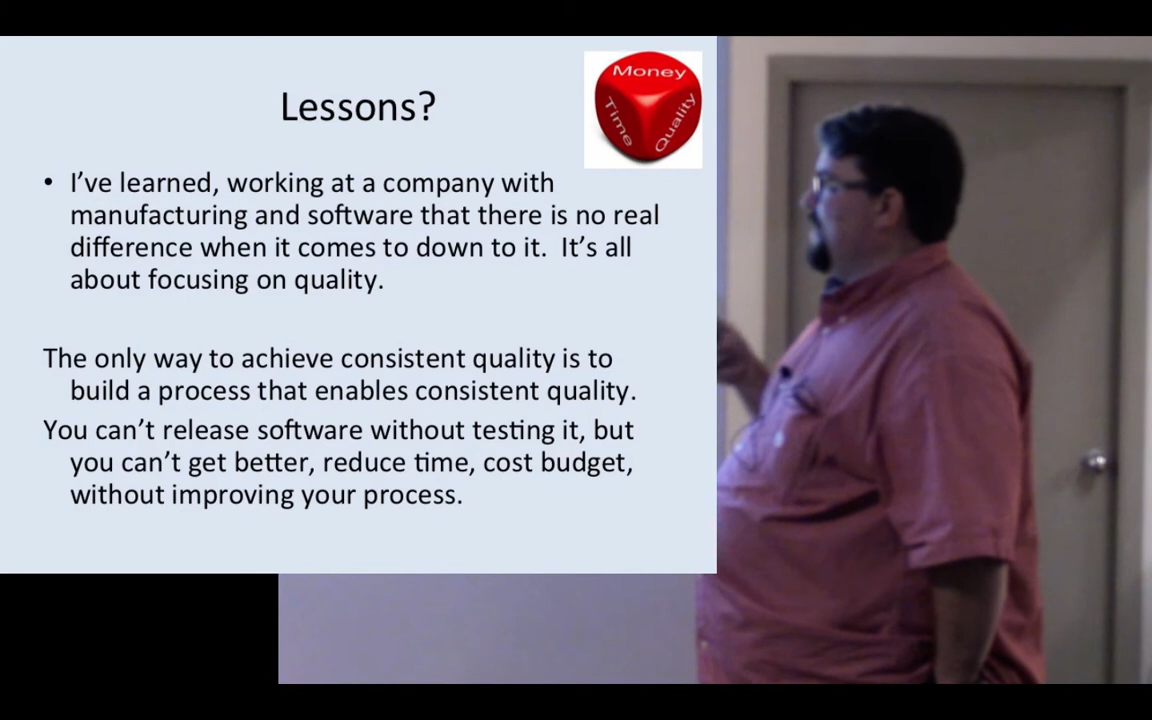 Lessons?
Money
Time
Quality
• I've learned, working at a company with
manufacturing and software that there is no real
difference when it comes to down to it.  It's all
about focusing on quality.
The only way to achieve consistent quality is to
build a process that enables consistent quality.
You can't release software without testing it, but
you can't get better, reduce time, cost budget,
without improving your process.